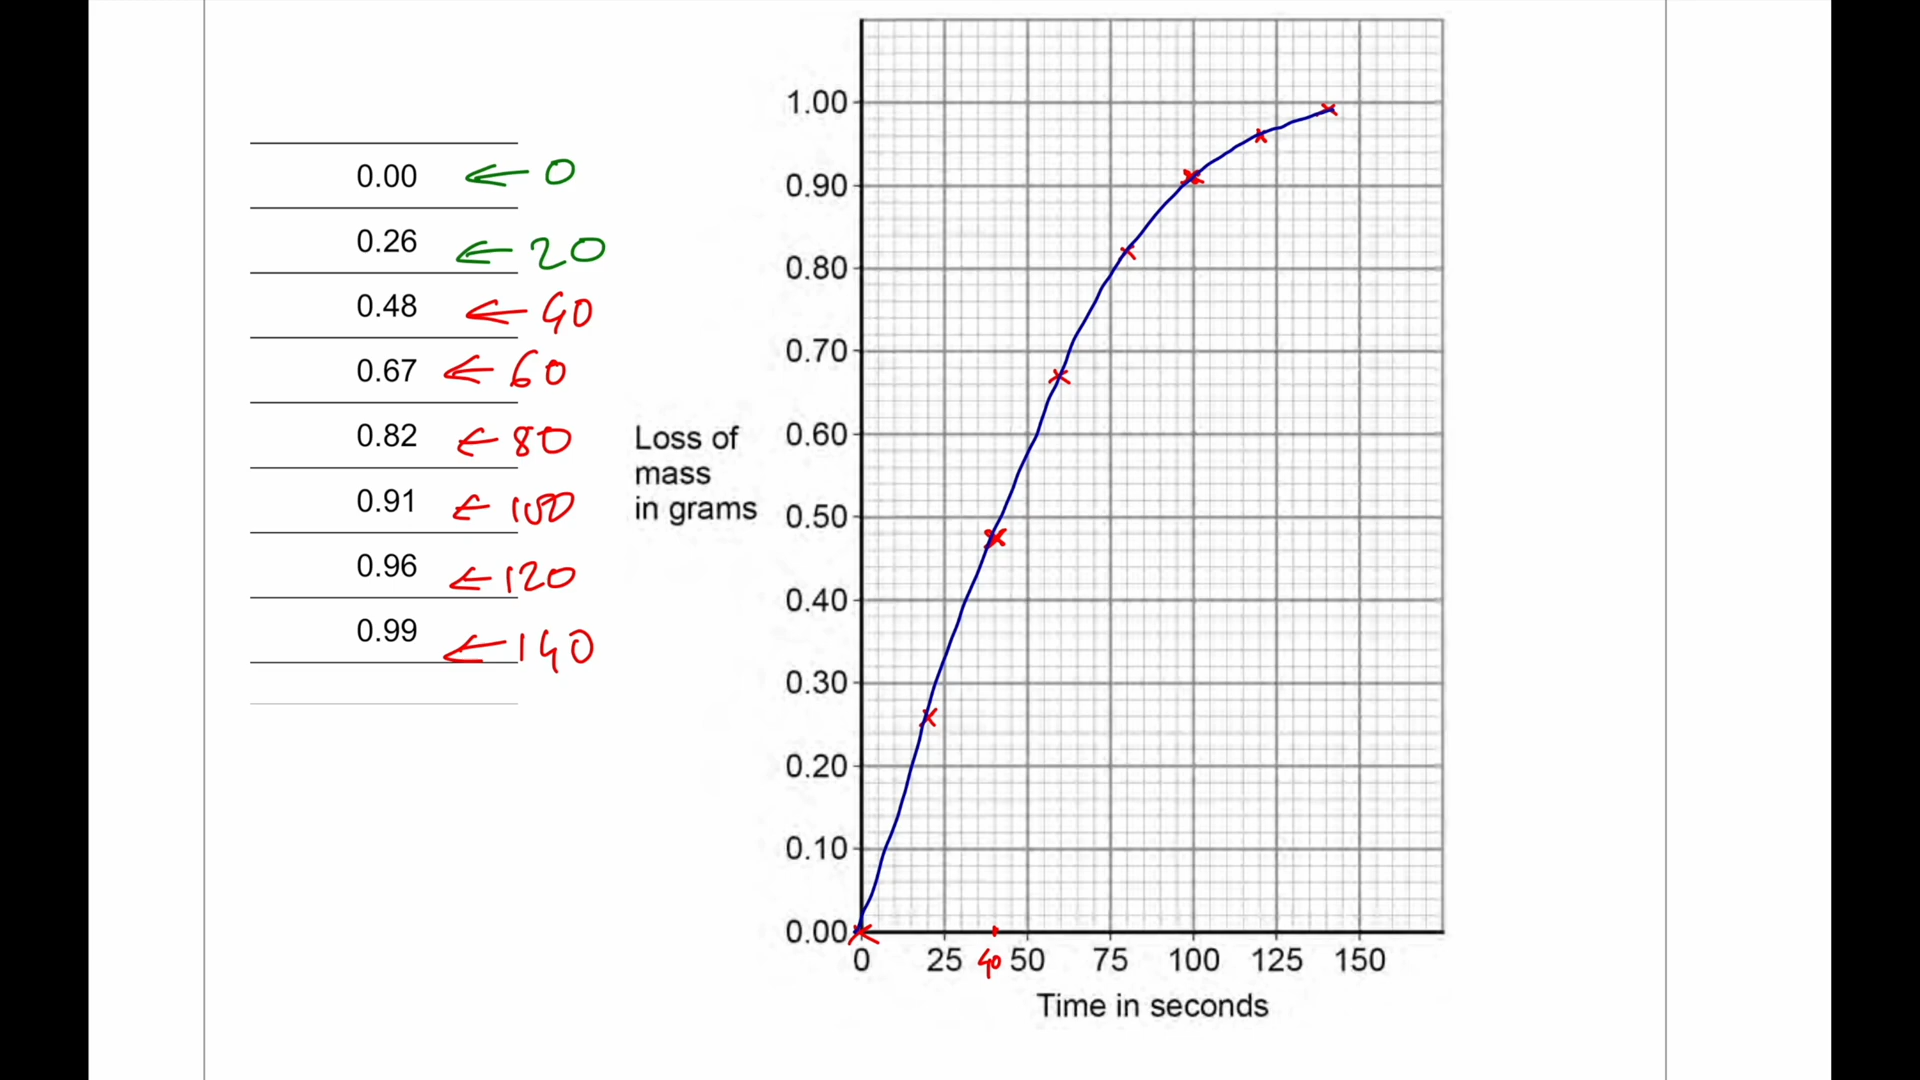 0.00 ← 0
0.26 ← 20
0.48 ← 40
0.67 ← 60
0.82 ← 80
0.91 ← 100
0.96 ← 120
0.99 ← 140
Loss of
mass
in grams
1.00
0.90
0.80
0.70
0.60
0.50
0.40
0.30
0.20
0.10
0.00
0 25 40 50 75 100 125 150
Time in seconds